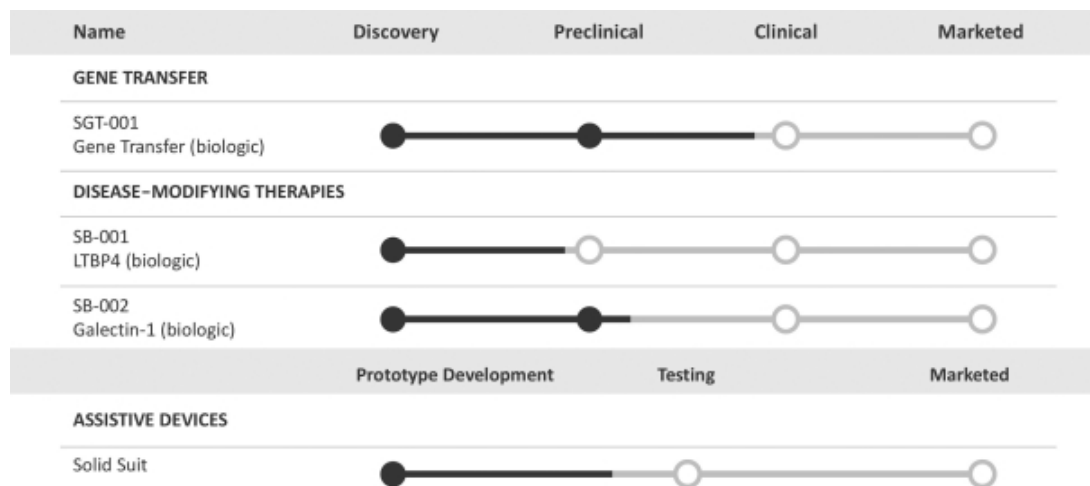 Name Discovery Preclinical Clinical Marketed
GENE TRANSFER
SGT-001
Gene Transfer (biologic)
DISEASE–MODIFYING THERAPIES
SB-001
LTBP4 (biologic)
SB-002
Galectin-1 (biologic)
Prototype Development Testing Marketed
ASSISTIVE DEVICES
Solid Suit